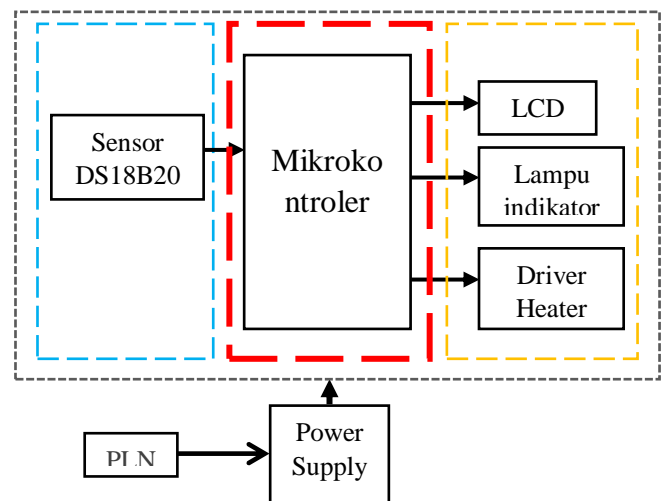 Sensor
DS18B20
Mikroko
ntroler
LCD
Lampu
indikator
Driver
Heater
PLN
Power
Supply